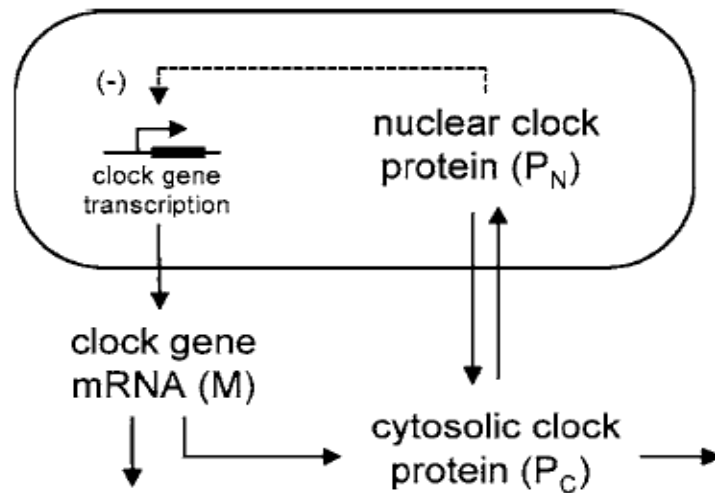 (-)
nuclear clock
protein (P_N)
clock gene
transcription
clock gene
mRNA (M)
cytosolic clock
protein (P_C)